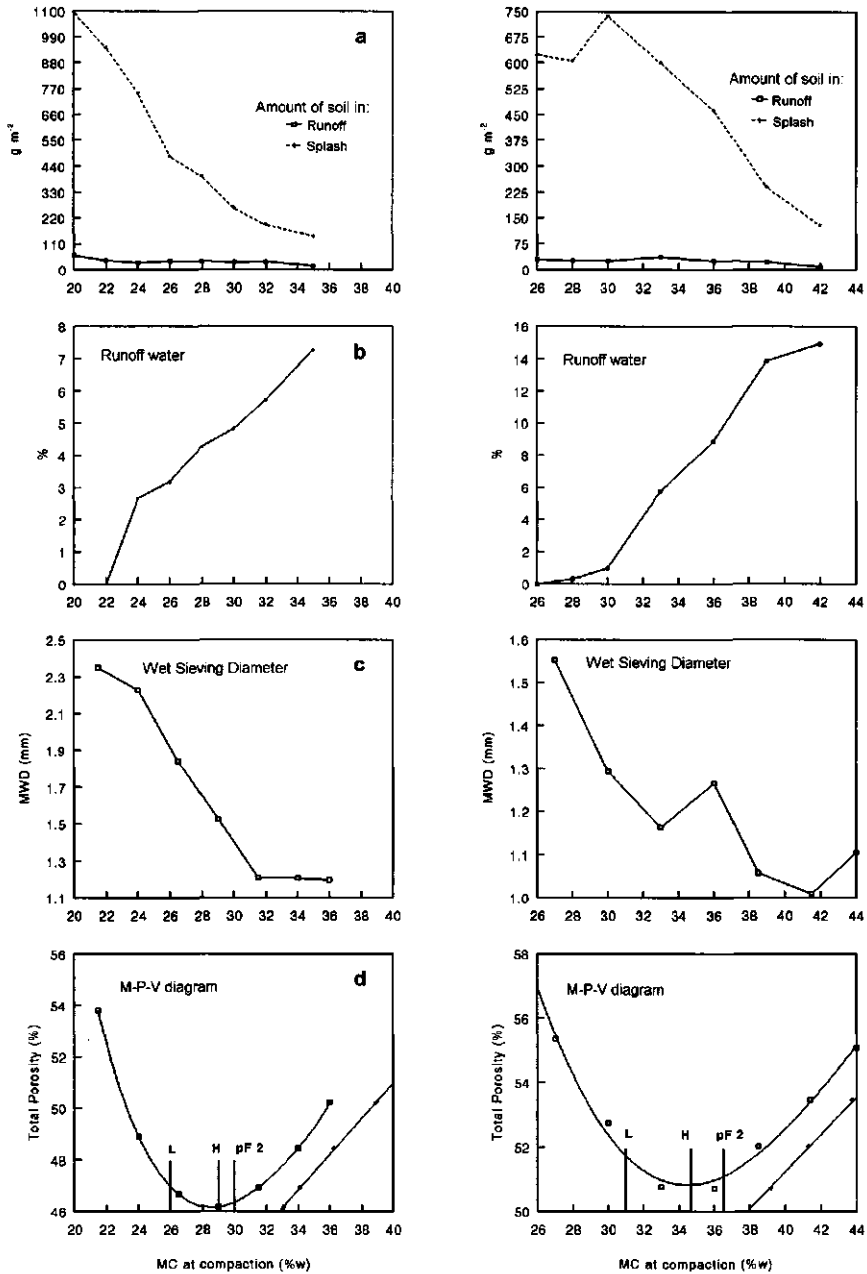 1100
990
880
770
660
550
440
330
220
110
0
g m⁻²
a
Amount of soil in:
Runoff
Splash
20 22 24 26 28 30 32 34 36 38 40
750
675
600
525
450
375
300
225
150
75
0
g m⁻²
Amount of soil in:
Runoff
Splash
26 28 30 32 34 36 38 40 42 44
8
7
6
5
4
3
2
1
0
%
Runoff water
b
20 22 24 26 28 30 32 34 36 38 40
16
14
12
10
8
6
4
2
0
%
Runoff water
26 28 30 32 34 36 38 40 42 44
2.5
2.3
2.1
1.9
1.7
1.5
1.3
1.1
MWD (mm)
Wet Sieving Diameter
c
20 22 24 26 28 30 32 34 36 38 40
1.6
1.5
1.4
1.3
1.2
1.1
1.0
MWD (mm)
Wet Sieving Diameter
26 28 30 32 34 36 38 40 42 44
56
54
52
50
48
46
Total Porosity (%)
M-P-V diagram
d
L H pF 2
20 22 24 26 28 30 32 34 36 38 40
MC at compaction (%w)
58
56
54
52
50
Total Porosity (%)
M-P-V diagram
L H pF 2
26 28 30 32 34 36 38 40 42 44
MC at compaction (%w)